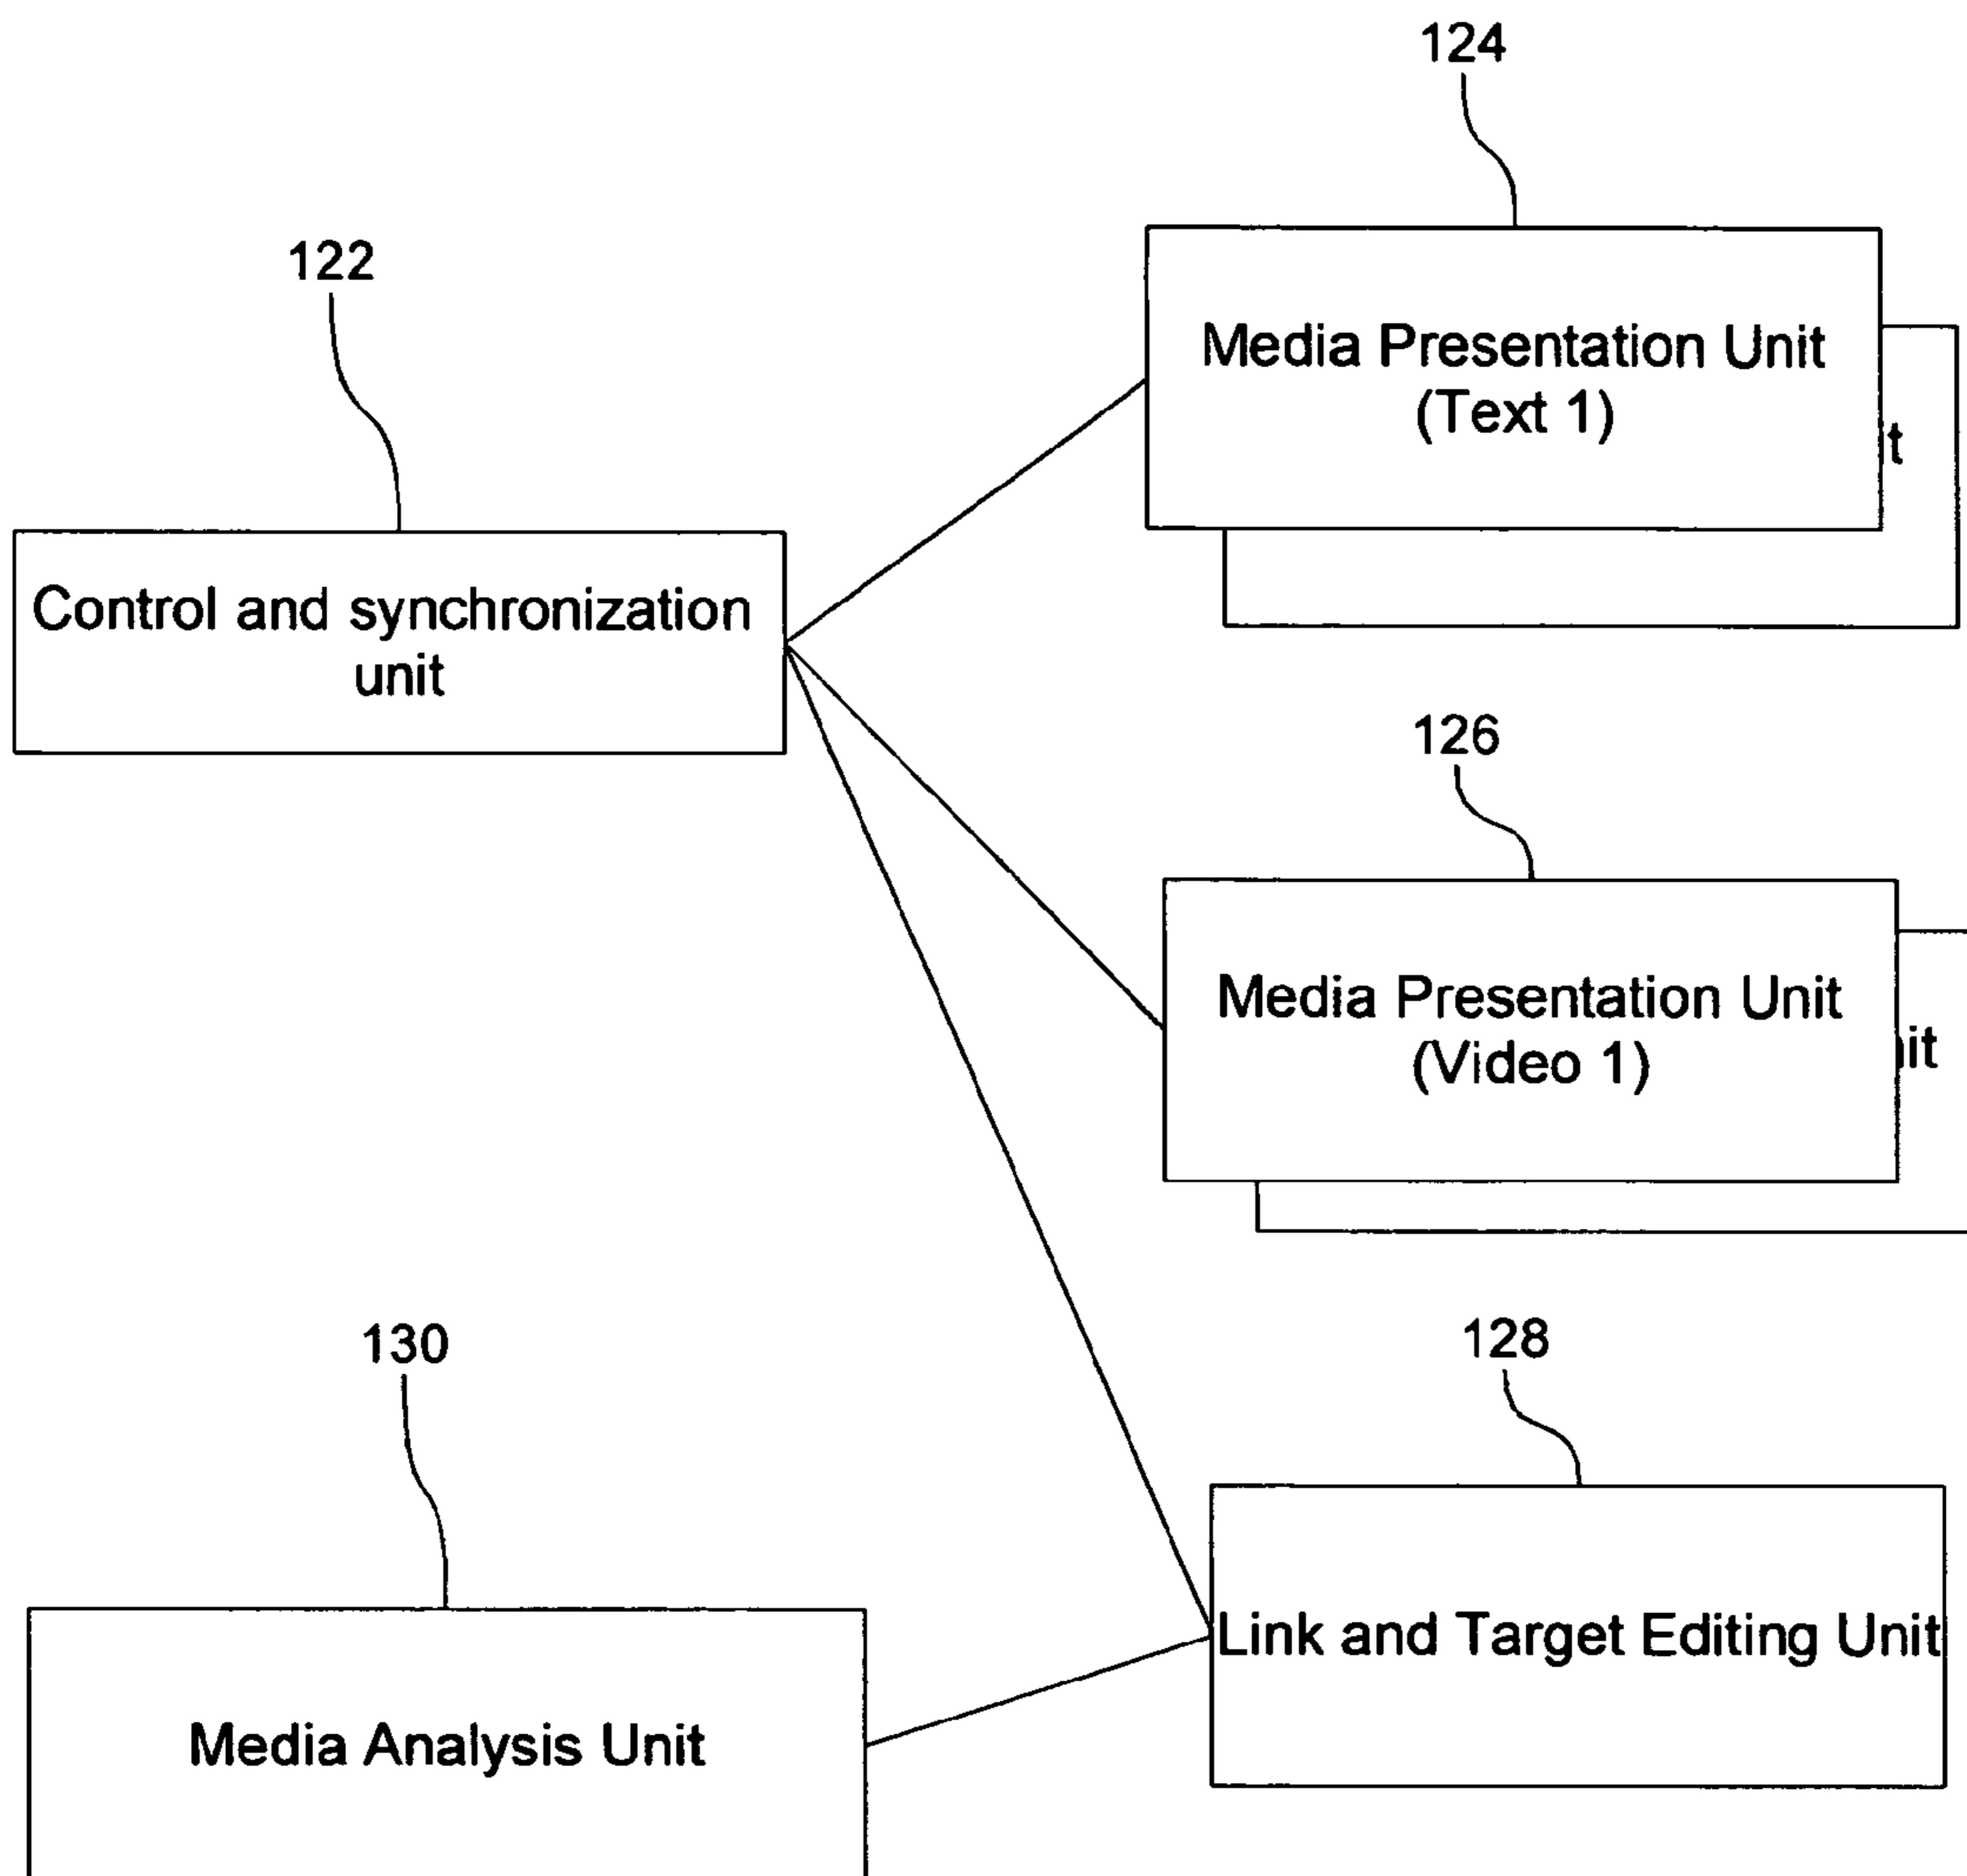 124
122
Media Presentation Unit
(Text 1)
t
Control and synchronization
unit
126
Media Presentation Unit
(Video 1)
it
130
128
Link and Target Editing Unit
Media Analysis Unit